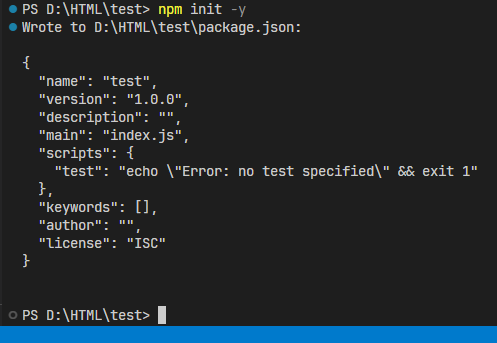 PS D:\HTML\test> npm init -y
Wrote to D:\HTML\test\package.json:
{
  "name": "test",
  "version": "1.0.0",
  "description": "",
  "main": "index.js",
  "scripts": {
    "test": "echo \"Error: no test specified\" && exit 1"
  },
  "keywords": [],
  "author": "",
  "license": "ISC"
}
PS D:\HTML\test>